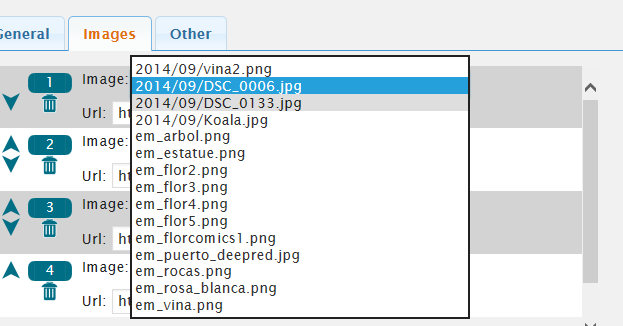 General Images Other
1 Image:
Url: ht
2 Image:
Url: ht
3 Image:
Url: ht
4 Image:
Url: ht
2014/09/vina2.png
2014/09/DSC_0006.jpg
2014/09/DSC_0133.jpg
2014/09/Koala.jpg
em_arbol.png
em_estatue.png
em_flor2.png
em_flor3.png
em_flor4.png
em_flor5.png
em_florcomics1.png
em_puerto_deepred.jpg
em_rocas.png
em_rosa_blanca.png
em_vina.png